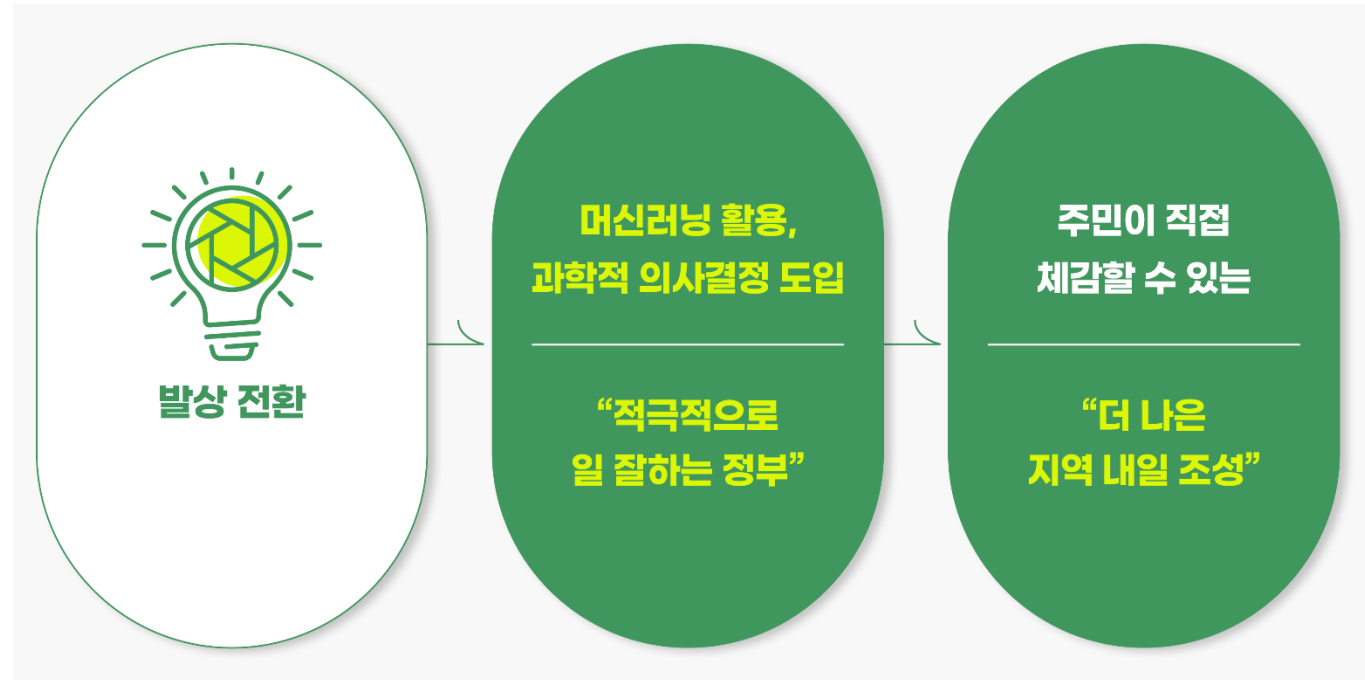 발상 전환
머신러닝 활용,
과학적 의사결정 도입
“적극적으로
일 잘하는 정부”
주민이 직접
체감할 수 있는
“더 나은
지역 내일 조성”